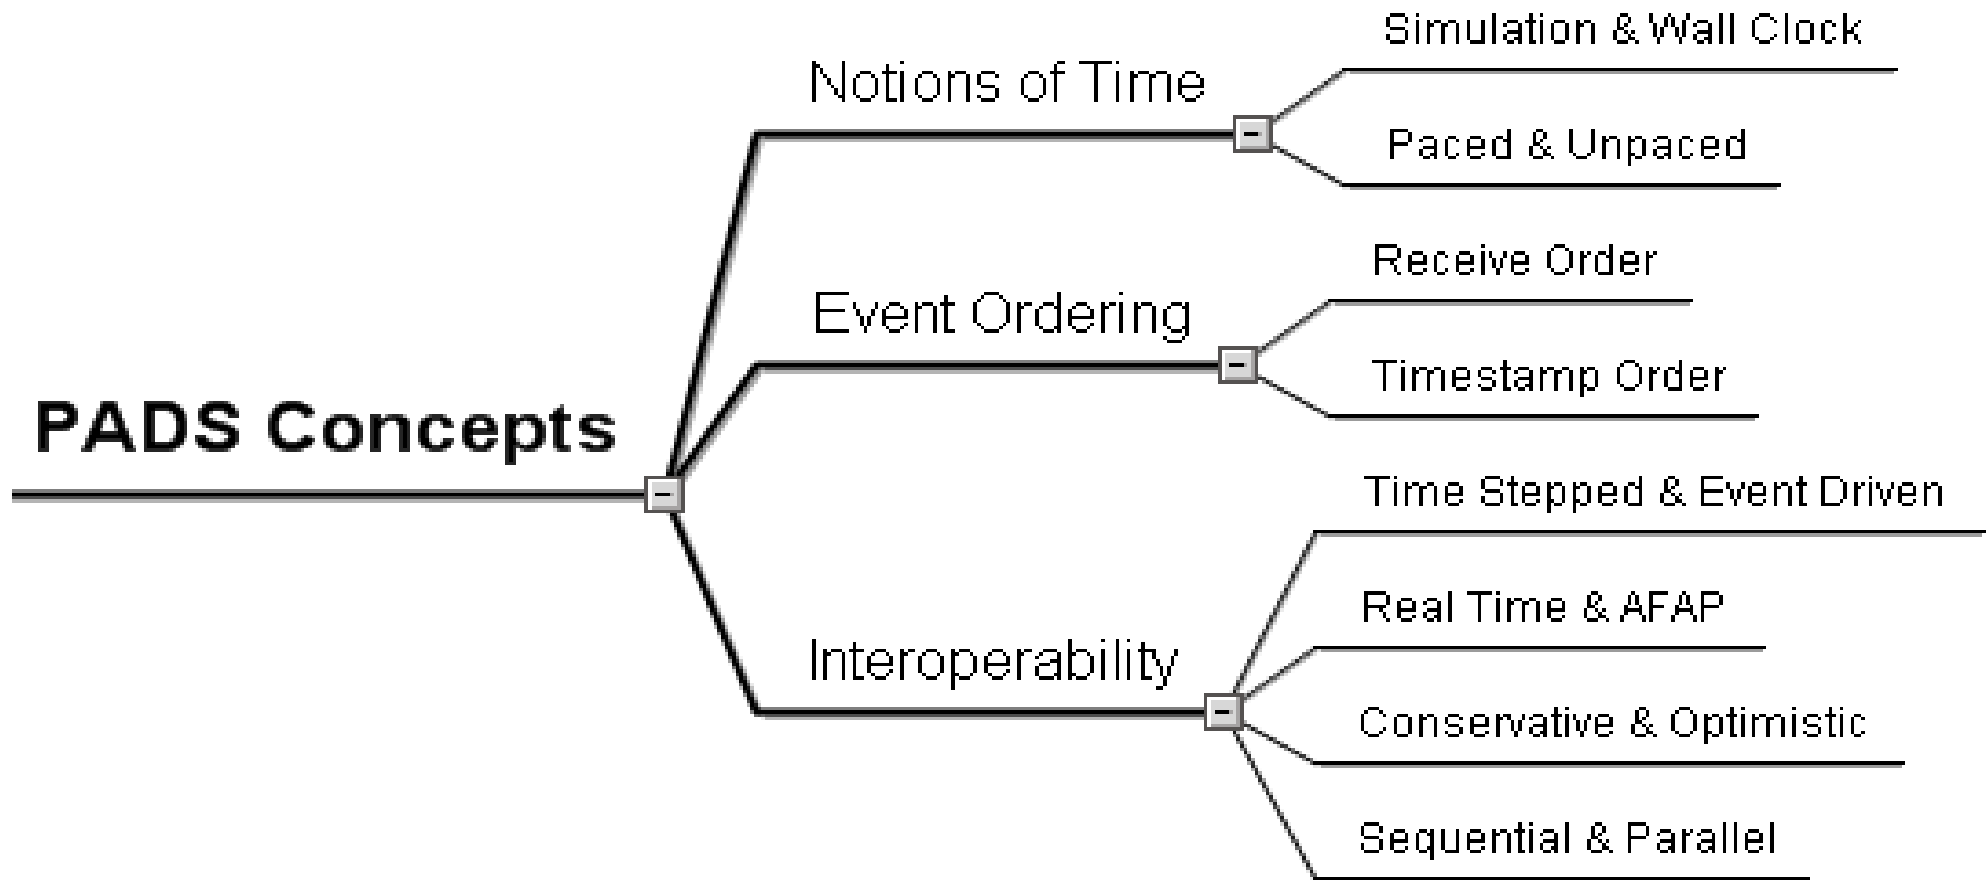 PADS Concepts
Notions of Time
Simulation & Wall Clock
Paced & Unpaced
Event Ordering
Receive Order
Timestamp Order
Interoperability
Time Stepped & Event Driven
Real Time & AFAP
Conservative & Optimistic
Sequential & Parallel